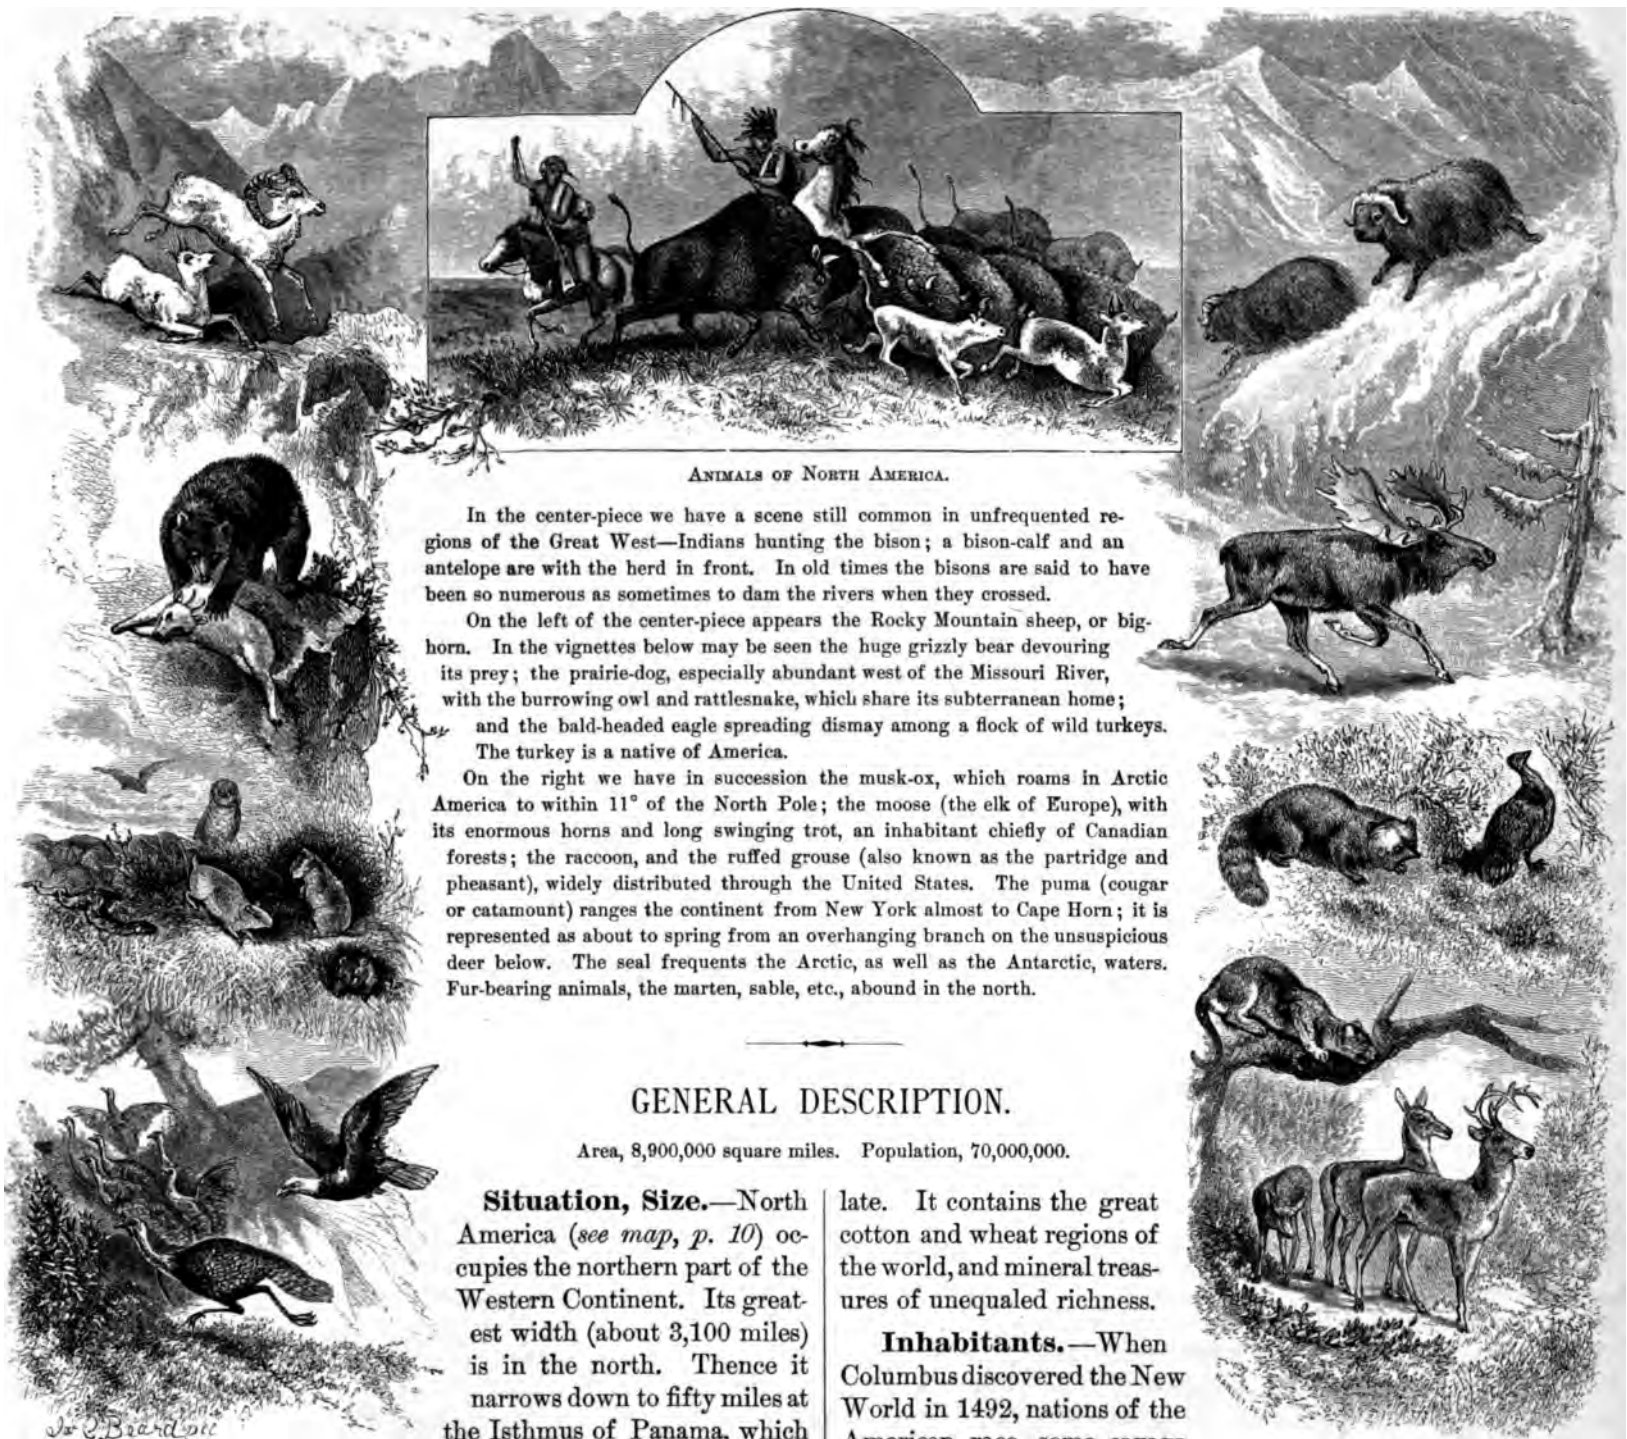 ANIMALS OF NORTH AMERICA.
In the center-piece we have a scene still common in unfrequented re-
gions of the Great West—Indians hunting the bison; a bison-calf and an
antelope are with the herd in front. In old times the bisons are said to have
been so numerous as sometimes to dam the rivers when they crossed.
On the left of the center-piece appears the Rocky Mountain sheep, or big-
horn. In the vignettes below may be seen the huge grizzly bear devouring
its prey; the prairie-dog, especially abundant west of the Missouri River,
with the burrowing owl and rattlesnake, which share its subterranean home;
and the bald-headed eagle spreading dismay among a flock of wild turkeys.
The turkey is a native of America.
On the right we have in succession the musk-ox, which roams in Arctic
America to within 11° of the North Pole; the moose (the elk of Europe), with
its enormous horns and long swinging trot, an inhabitant chiefly of Canadian
forests; the raccoon, and the ruffed grouse (also known as the partridge and
pheasant), widely distributed through the United States. The puma (cougar
or catamount) ranges the continent from New York almost to Cape Horn; it is
represented as about to spring from an overhanging branch on the unsuspicious
deer below. The seal frequents the Arctic, as well as the Antarctic, waters.
Fur-bearing animals, the marten, sable, etc., abound in the north.
GENERAL DESCRIPTION.
Area, 8,900,000 square miles. Population, 70,000,000.
Situation, Size.—North
America (see map, p. 10) oc-
cupies the northern part of the
Western Continent. Its great-
est width (about 3,100 miles)
is in the north. Thence it
narrows down to fifty miles at
the Isthmus of Panama, which
late. It contains the great
cotton and wheat regions of
the world, and mineral treas-
ures of unequaled richness.
Inhabitants.—When
Columbus discovered the New
World in 1492, nations of the
Beard